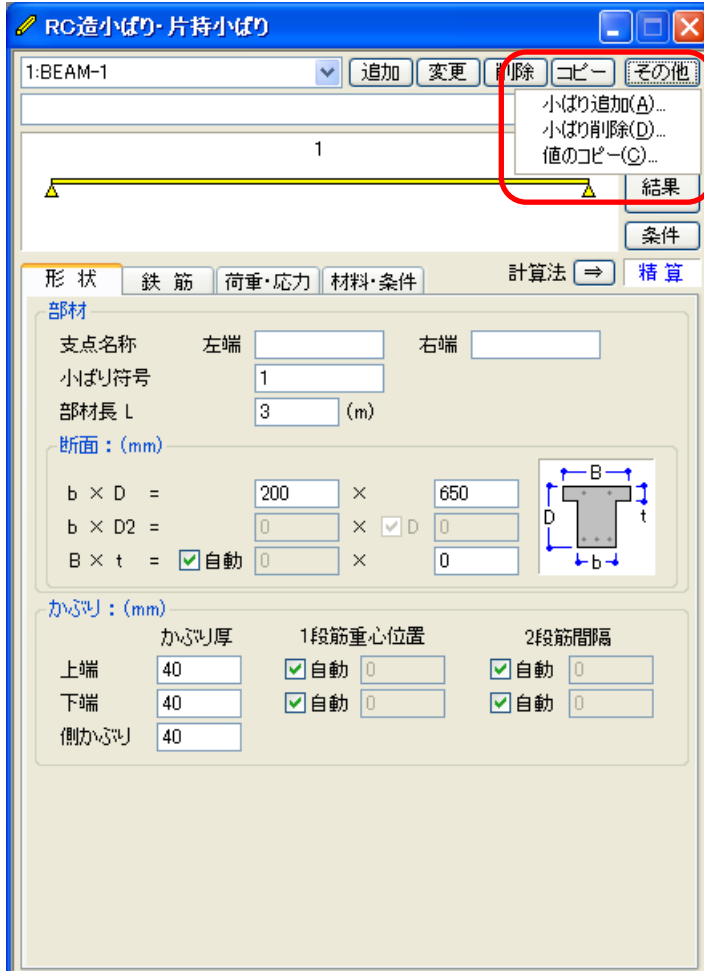 RC造小ばり・片持小ばり
1:BEAM-1 追加 変更 削除 コピー その他
小ばり追加(A)...
小ばり削除(D)...
値のコピー(C)...
1
結果
条件
形 状 鉄 筋 荷重・応力 材料・条件 計算法 ⇒ 精 算
部材
支点名称 左端 右端
小ばり符号 1
部材長 L 3 (m)
断面：(mm)
b × D = 200 × 650
b × D2 = 0 × D 0
B × t = 自動 0 × 0
B
D
t
b
かぶり：(mm)
かぶり厚 1段筋重心位置 2段筋間隔
上端 40 自動 0 自動 0
下端 40 自動 0 自動 0
側かぶり 40